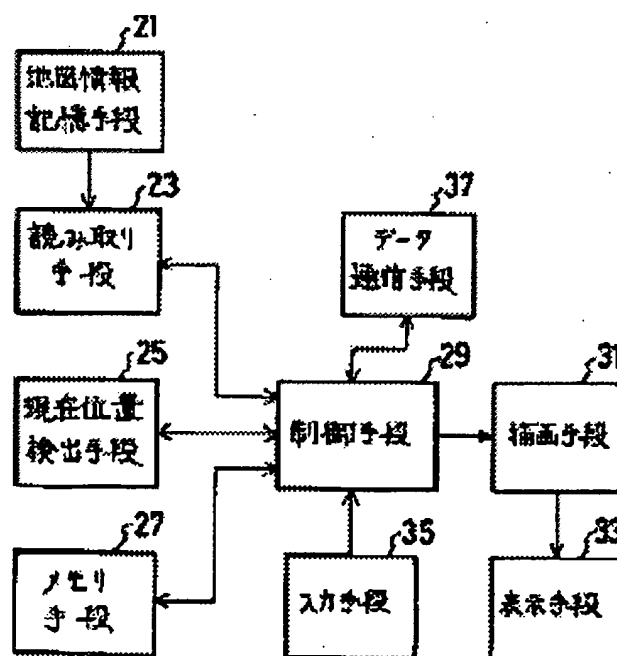 21
地図情報
記憶手段
23
読み取り
手段
37
データ
通信手段
25
現在位置
検出手段
29
制御手段
31
描画手段
27
メモリ
手段
35
入力手段
33
表示手段